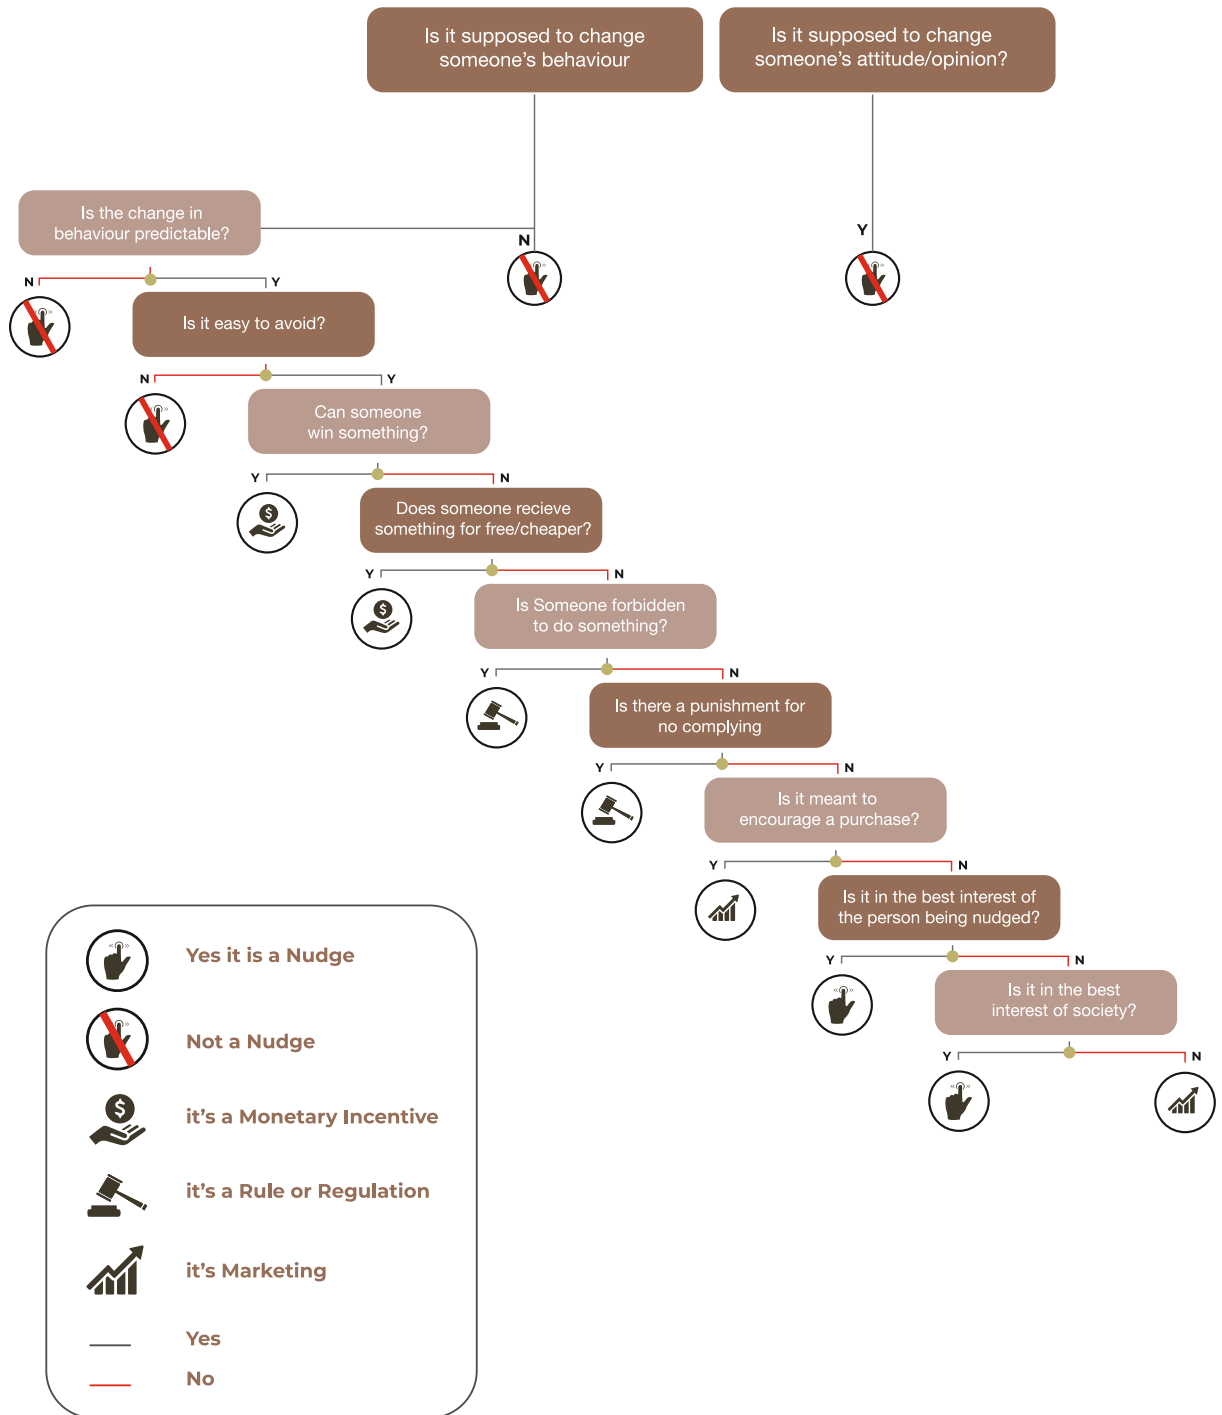 Is it supposed to change
someone's behaviour
Is it supposed to change
someone's attitude/opinion?
Is the change in
behaviour predictable?
N
Y
N
Y
Is it easy to avoid?
N
Y
Can someone
win something?
Y
N
Does someone recieve
something for free/cheaper?
Y
N
Is Someone forbidden
to do something?
Y
N
Is there a punishment for
no complying
Y
N
Is it meant to
encourage a purchase?
Y
N
Is it in the best interest of
the person being nudged?
Y
N
Is it in the best
interest of society?
Y
N
$
$
Yes it is a Nudge
Not a Nudge
$
it's a Monetary Incentive
it's a Rule or Regulation
it's Marketing
Yes
No